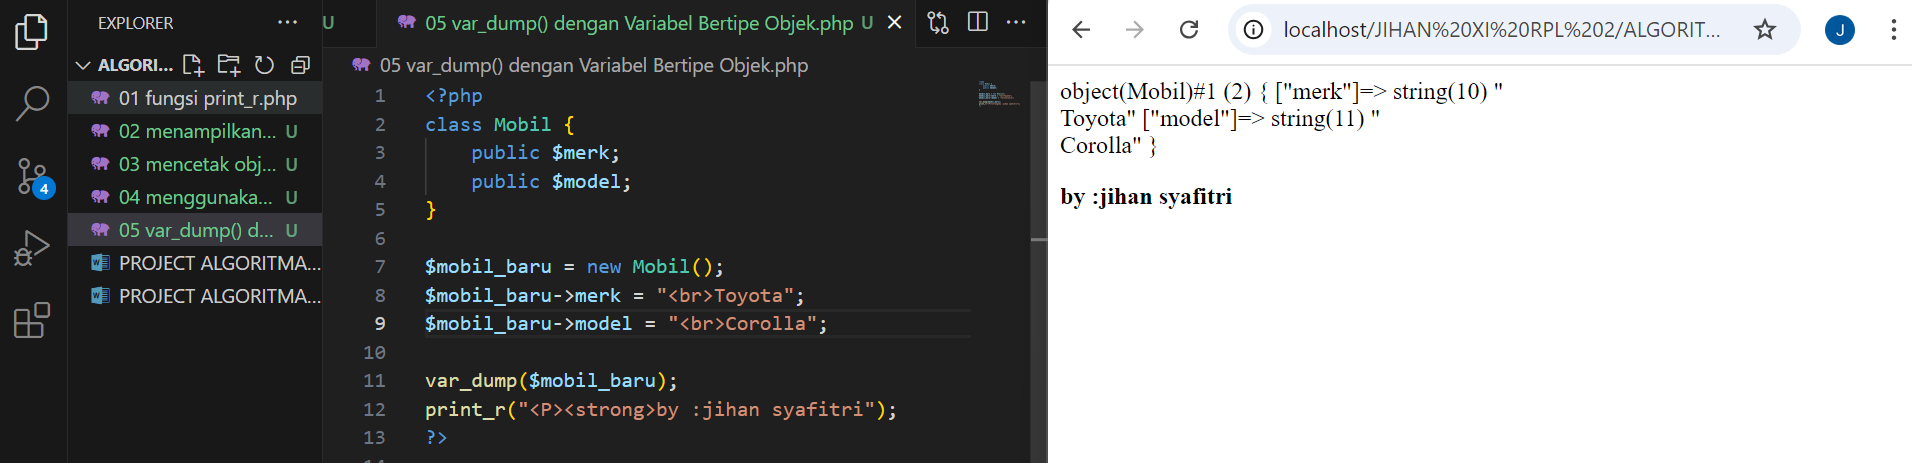 EXPLORER ...
ALGORI...
01 fungsi print_r.php
02 menampilkan... U
03 mencetak obj... U
04 menggunaka... U
05 var_dump() d... U
PROJECT ALGORITMA...
PROJECT ALGORITMA...
4
U
05 var_dump() dengan Variabel Bertipe Objek.php U
05 var_dump() dengan Variabel Bertipe Objek.php
1 <?php
2 class Mobil {
3     public $merk;
4     public $model;
5 }
6
7 $mobil_baru = new Mobil();
8 $mobil_baru->merk = "<br>Toyota";
9 $mobil_baru->model = "<br>Corolla";
10
11 var_dump($mobil_baru);
12 print_r("<P><strong>by :jihan syafitri");
13 ?>
localhost/JIHAN%20XI%20RPL%202/ALGORIT...
J
object(Mobil)#1 (2) { ["merk"]=> string(10) "
Toyota" ["model"]=> string(11) "
Corolla" }
by :jihan syafitri